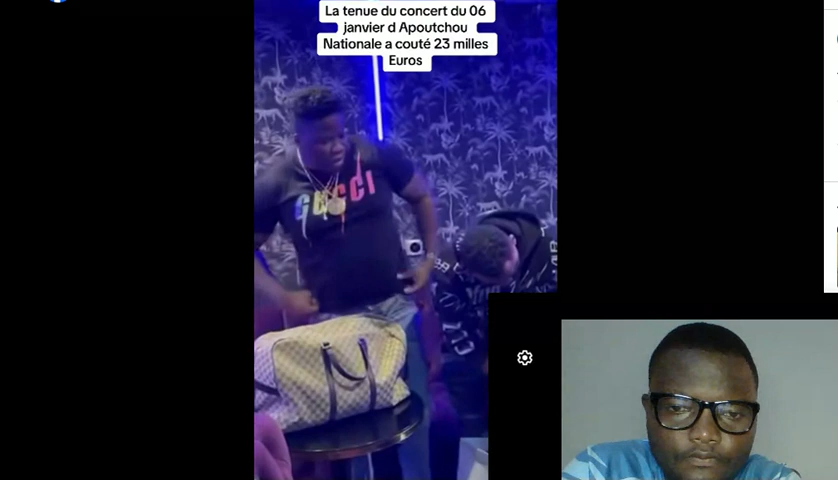 La tenue du concert du 06
janvier d Apoutchou
Nationale a couté 23 milles
Euros
GUCCI